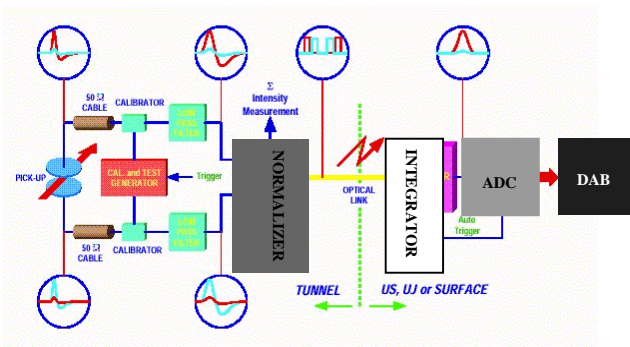 50 Ω
CABLE
CALIBRATOR
LOW
PASS
FILTER
Σ
Intensity
Measurement
PICK-UP
CAL. and TEST
GENERATOR
Trigger
NORMALIZER
OPTICAL
LINK
INTEGRATOR
R
ADC
DAB
Auto
Trigger
50 Ω
CABLE
CALIBRATOR
LOW
PASS
FILTER
TUNNEL
US, UJ or SURFACE